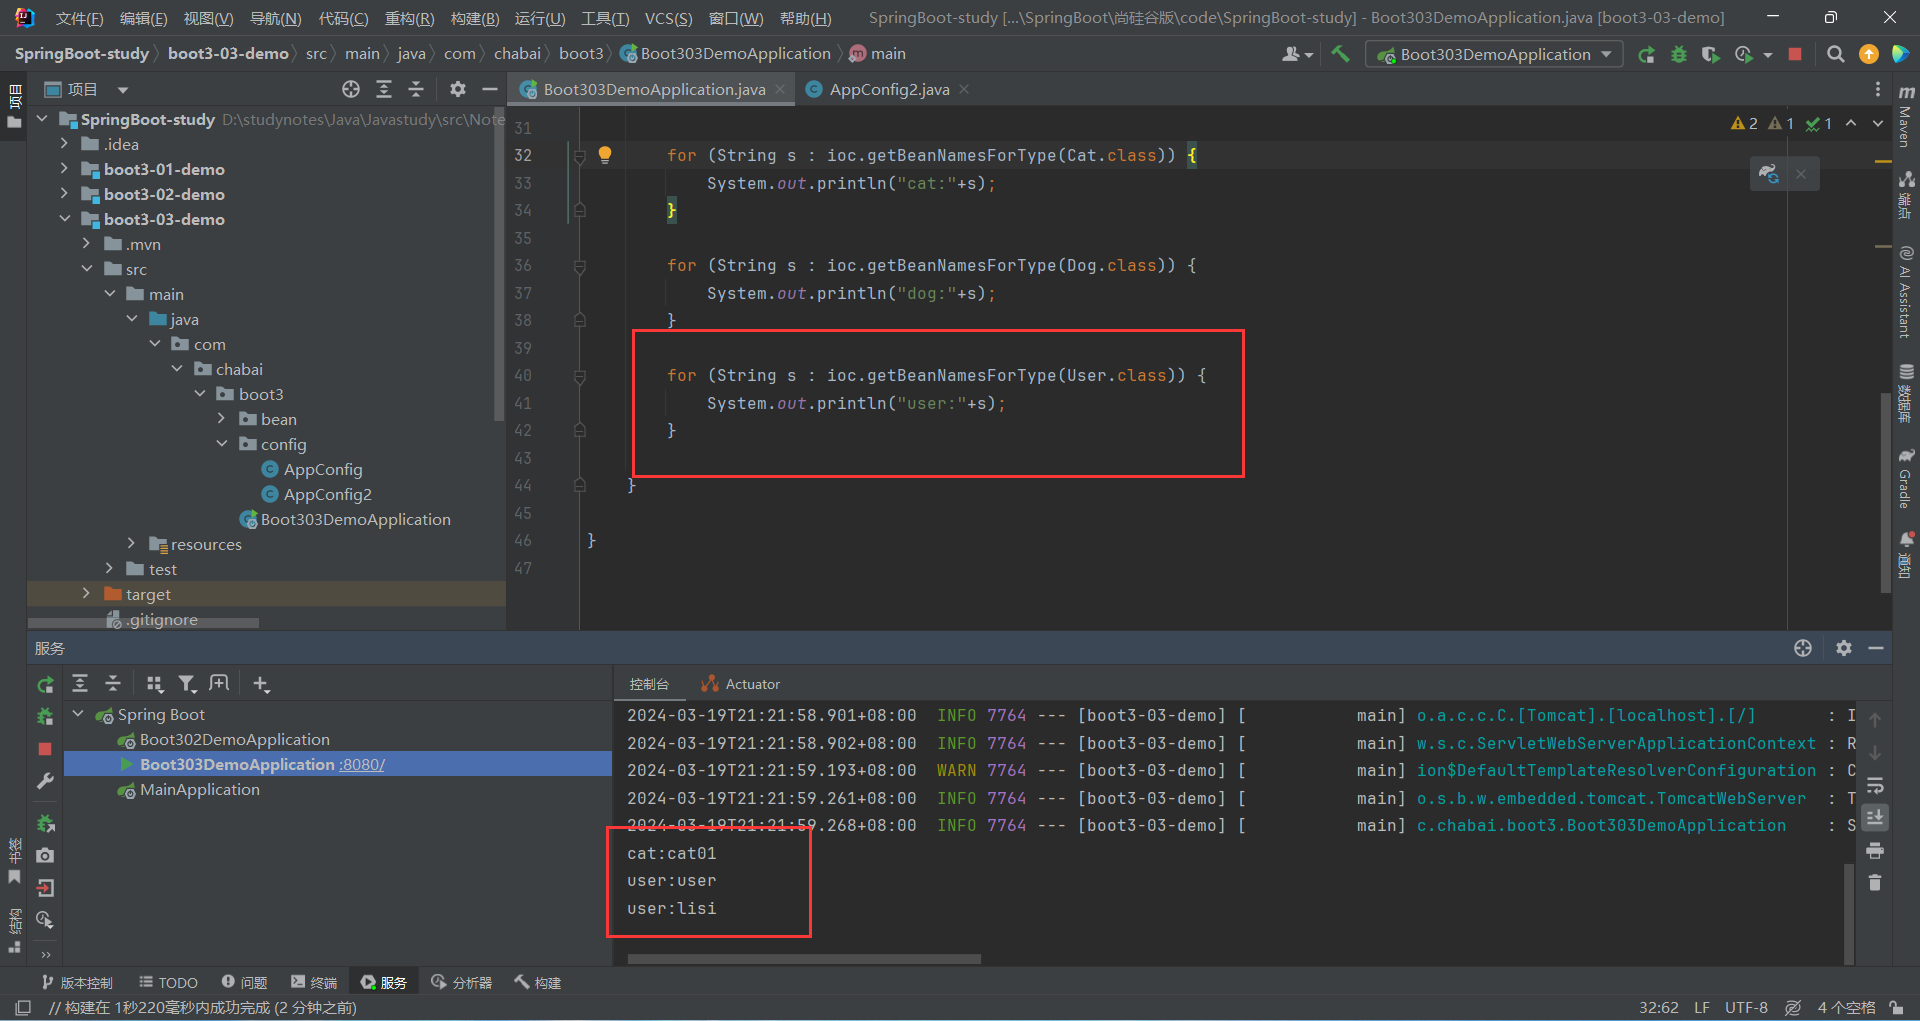 文件(F) 编辑(E) 视图(V) 导航(N) 代码(C) 重构(R) 构建(B) 运行(U) 工具(T) VCS(S) 窗口(W) 帮助(H) SpringBoot-study [...\SpringBoot\尚硅谷版\code\SpringBoot-study] - Boot303DemoApplication.java [boot3-03-demo]
SpringBoot-study boot3-03-demo src main java com chabai boot3 Boot303DemoApplication main Boot303DemoApplication
项目 Boot303DemoApplication.java AppConfig2.java
项目
SpringBoot-study D:\studynotes\Java\Javastudy\src\Note
.idea
boot3-01-demo
boot3-02-demo
boot3-03-demo
.mvn
src
main
java
com
chabai
boot3
bean
config
AppConfig
AppConfig2
Boot303DemoApplication
resources
test
target
.gitignore
2 1 1
31
32 for (String s : ioc.getBeanNamesForType(Cat.class)) {
33 System.out.println("cat:"+s);
34 }
35
36 for (String s : ioc.getBeanNamesForType(Dog.class)) {
37 System.out.println("dog:"+s);
38 }
39
40 for (String s : ioc.getBeanNamesForType(User.class)) {
41 System.out.println("user:"+s);
42 }
43
44 }
45
46 }
47
Maven
端点
AI Assistant
数据库
Gradle
通知
服务
Spring Boot
Boot302DemoApplication
Boot303DemoApplication :8080/
MainApplication
控制台 Actuator
2024-03-19T21:21:58.901+08:00 INFO 7764 --- [boot3-03-demo] [ main] o.a.c.c.C.[Tomcat].[localhost].[/] : I
2024-03-19T21:21:58.902+08:00 INFO 7764 --- [boot3-03-demo] [ main] w.s.c.ServletWebServerApplicationContext : R
2024-03-19T21:21:59.193+08:00 WARN 7764 --- [boot3-03-demo] [ main] ion$DefaultTemplateResolverConfiguration : C
2024-03-19T21:21:59.261+08:00 INFO 7764 --- [boot3-03-demo] [ main] o.s.b.w.embedded.tomcat.TomcatWebServer : T
2024-03-19T21:21:59.268+08:00 INFO 7764 --- [boot3-03-demo] [ main] c.chabai.boot3.Boot303DemoApplication : S
cat:cat01
user:user
user:lisi
书签
结构
版本控制 TODO 问题 终端 服务 分析器 构建
// 构建在 1秒220毫秒内成功完成 (2 分钟之前) 32:62 LF UTF-8 4 个空格